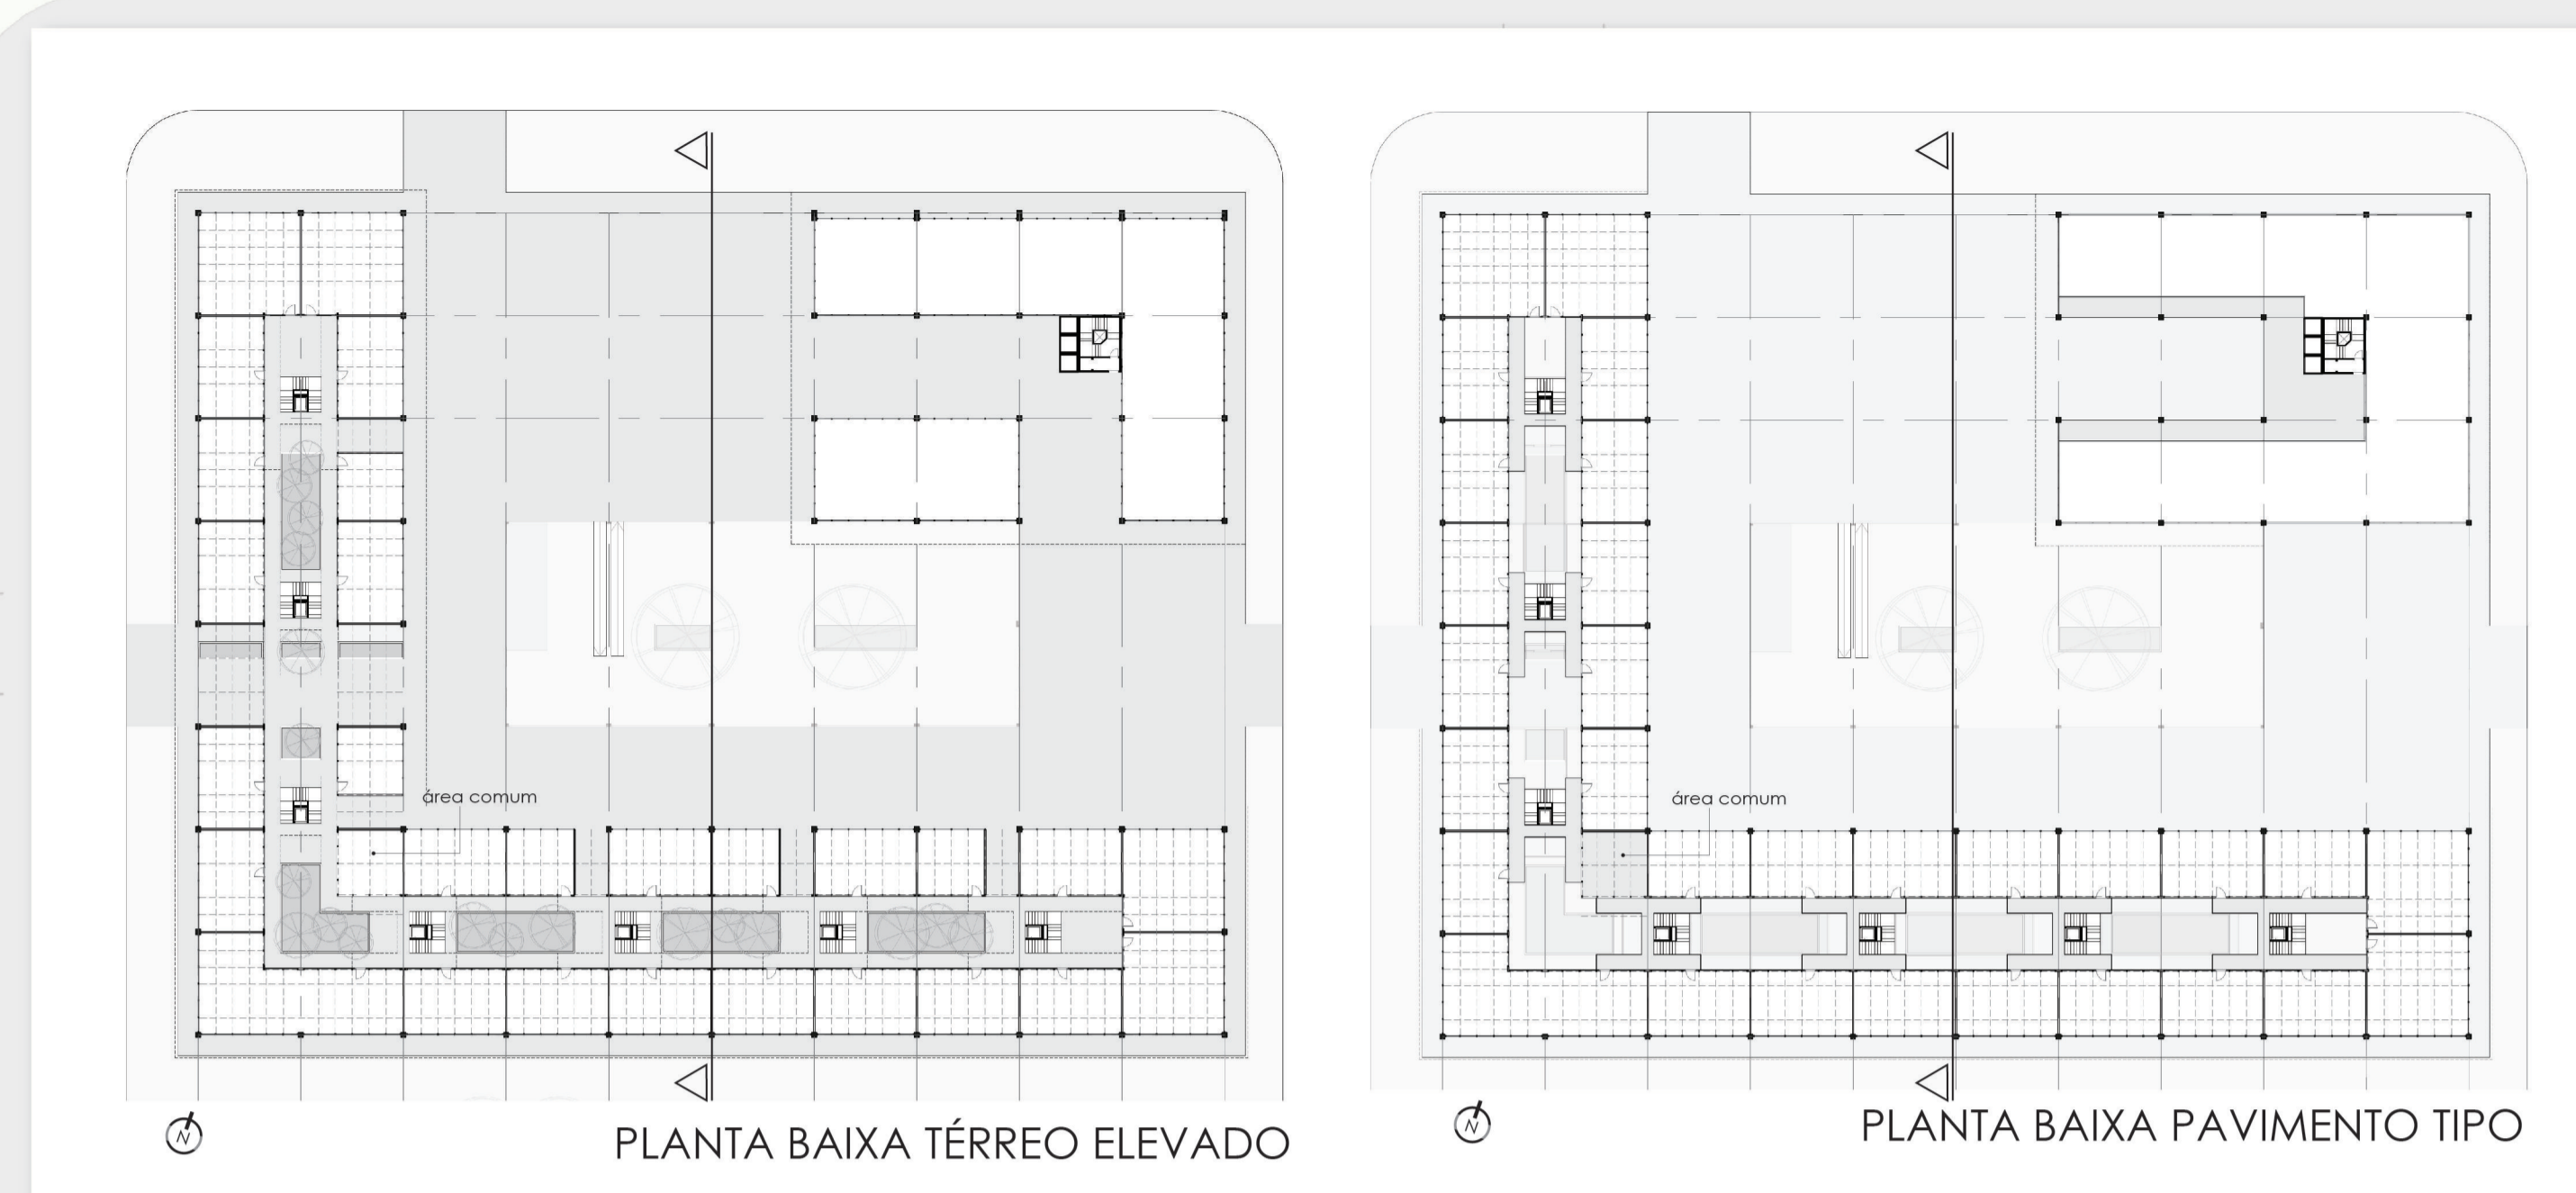 área comum
área comum
N
PLANTA BAIXA TÉRREO ELEVADO
N
PLANTA BAIXA PAVIMENTO TIPO